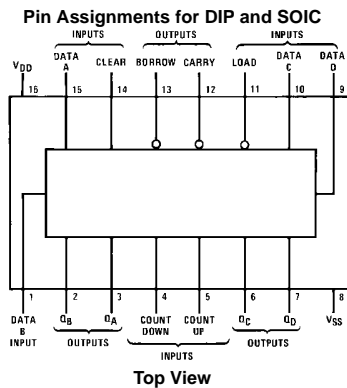 Pin Assignments for DIP and SOIC
INPUTS OUTPUTS INPUTS
DATA A CLEAR BORROW CARRY LOAD DATA C DATA D
VDD
16 15 14 13 12 11 10 9
1 2 3 4 5 6 7 8
DATA B INPUT QB QA COUNT DOWN COUNT UP QC QD VSS
OUTPUTS INPUTS OUTPUTS
Top View